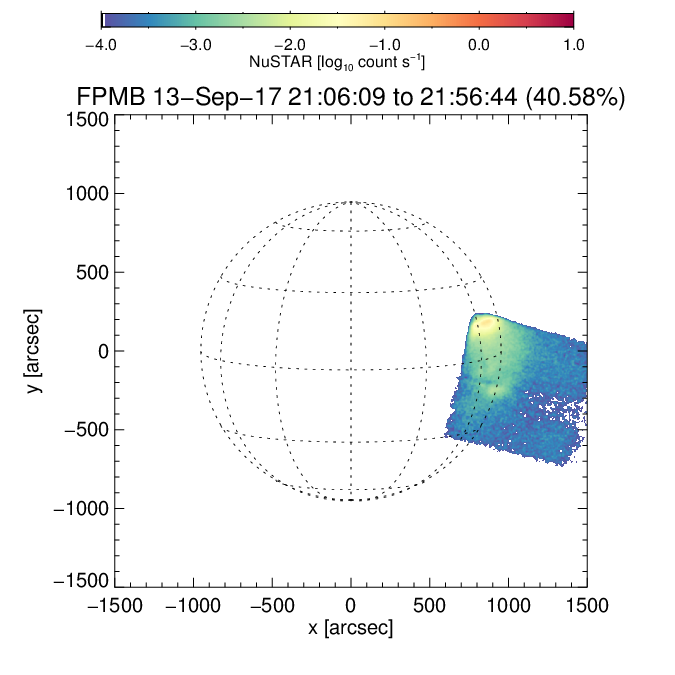 −4.0 −3.0 −2.0 −1.0 0.0 1.0
NuSTAR [log₁₀ count s⁻¹]
FPMB 13−Sep−17 21:06:09 to 21:56:44 (40.58%)
1500
1000
500
0
−500
−1000
−1500
y [arcsec]
−1500 −1000 −500 0 500 1000 1500
x [arcsec]